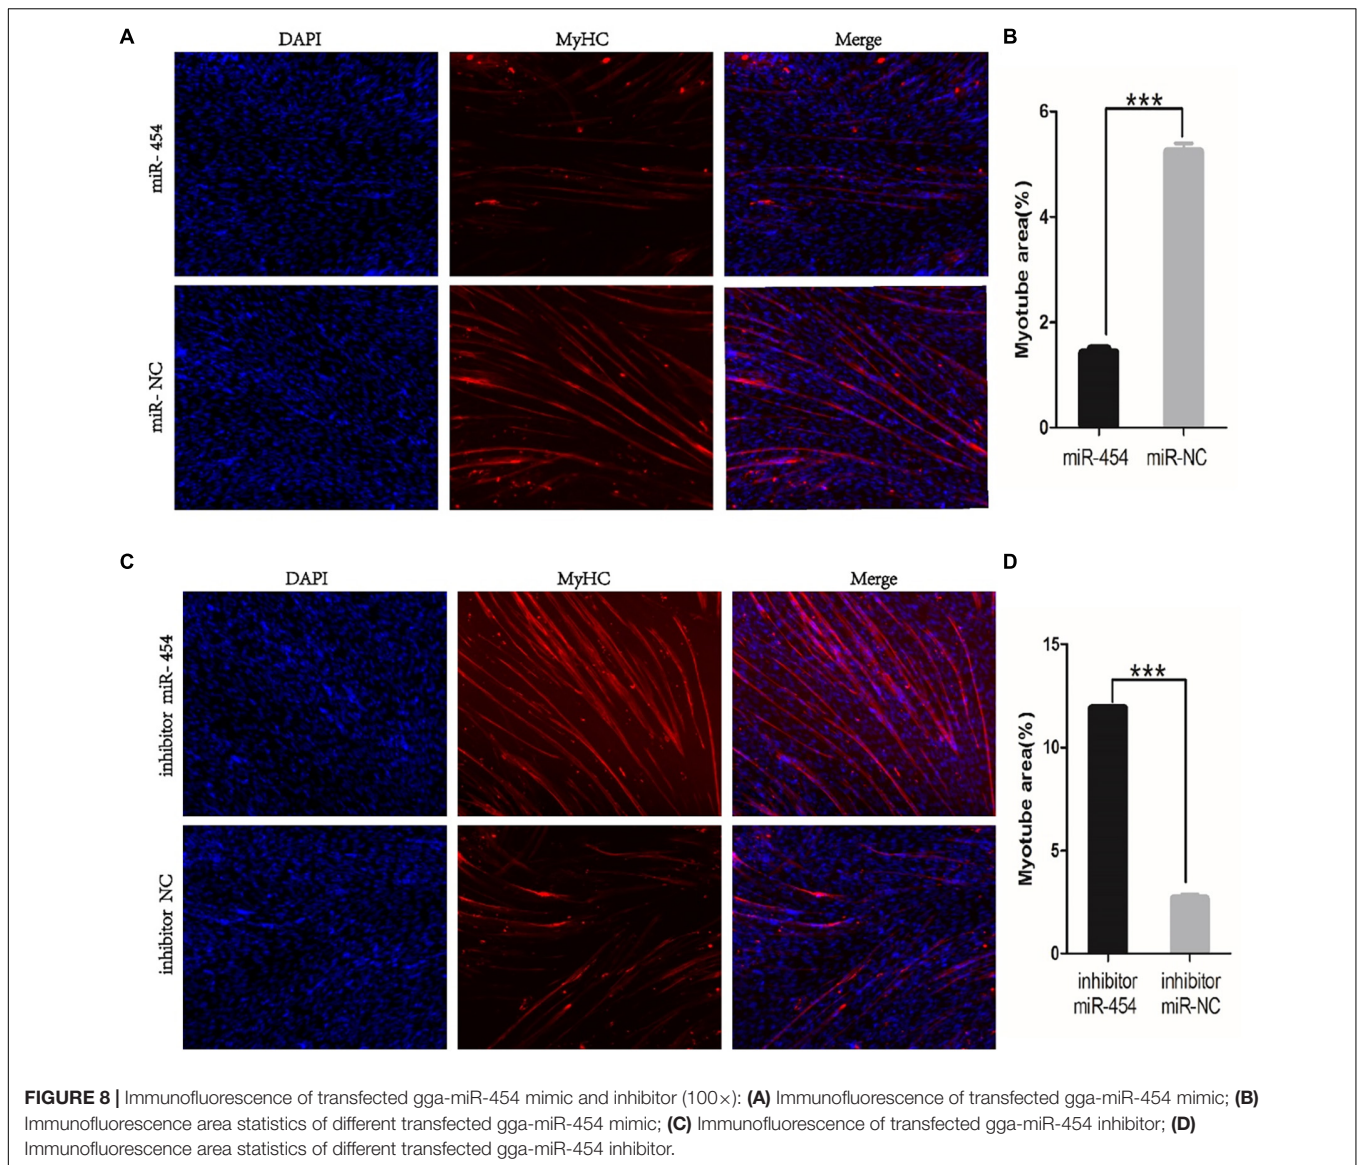 A
DAPI
MyHC
Merge
miR- 454
miR- NC
B
***
6
4
2
0
Myotube area(%)
miR-454
miR-NC
C
DAPI
MyHC
Merge
inhibitor miR- 454
inhibitor NC
D
***
15
10
5
0
Myotube area(%)
inhibitor
miR-454
inhibitor
miR-NC
FIGURE 8 | Immunofluorescence of transfected gga-miR-454 mimic and inhibitor (100×): (A) Immunofluorescence of transfected gga-miR-454 mimic; (B)
Immunofluorescence area statistics of different transfected gga-miR-454 mimic; (C) Immunofluorescence of transfected gga-miR-454 inhibitor; (D)
Immunofluorescence area statistics of different transfected gga-miR-454 inhibitor.